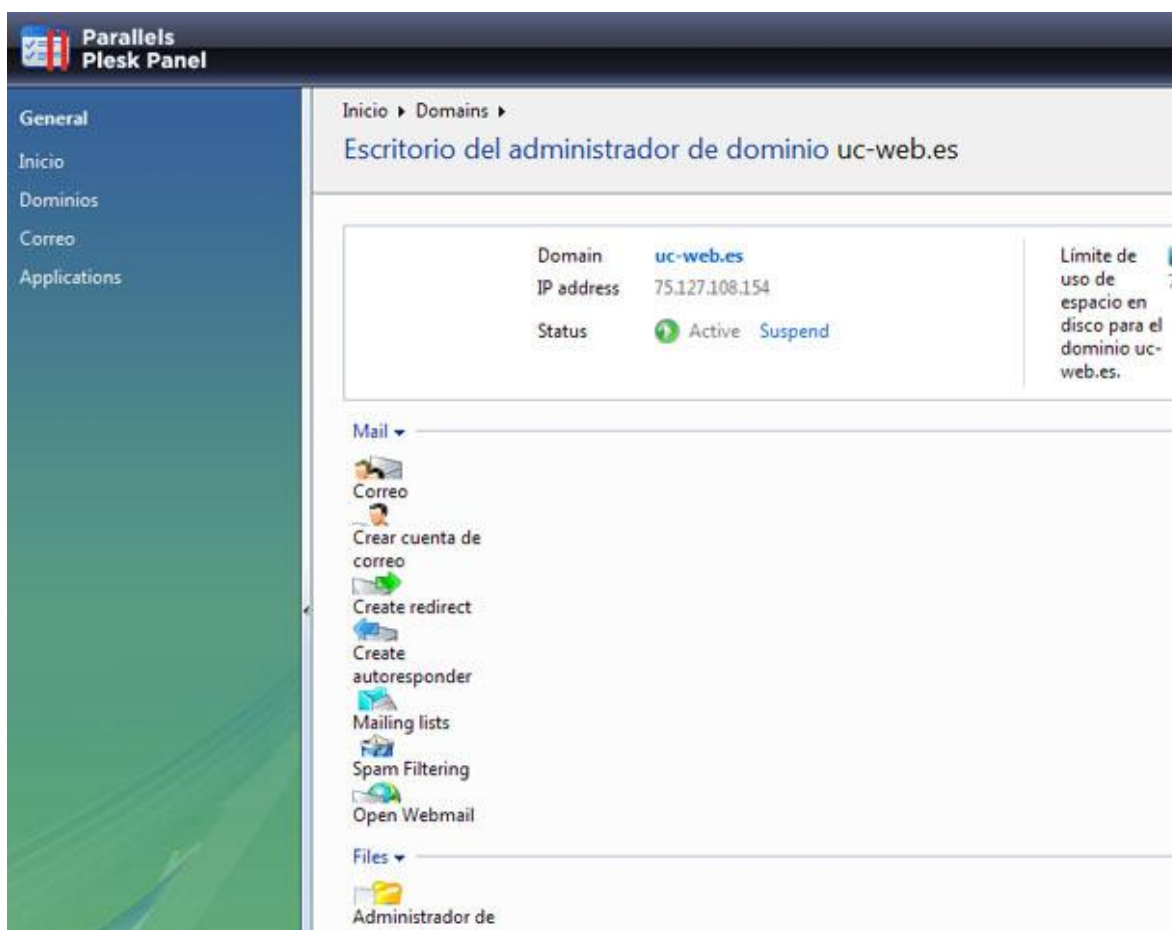 Parallels
Plesk Panel
General
Inicio
Dominios
Correo
Applications
Inicio ▸ Domains ▸
Escritorio del administrador de dominio uc-web.es
Domain uc-web.es
IP address 75.127.108.154
Status Active Suspend
Límite de
uso de
espacio en
disco para el
dominio uc-
web.es.
Mail
Correo
Crear cuenta de
correo
Create redirect
Create
autoresponder
Mailing lists
Spam Filtering
Open Webmail
Files
Administrador de